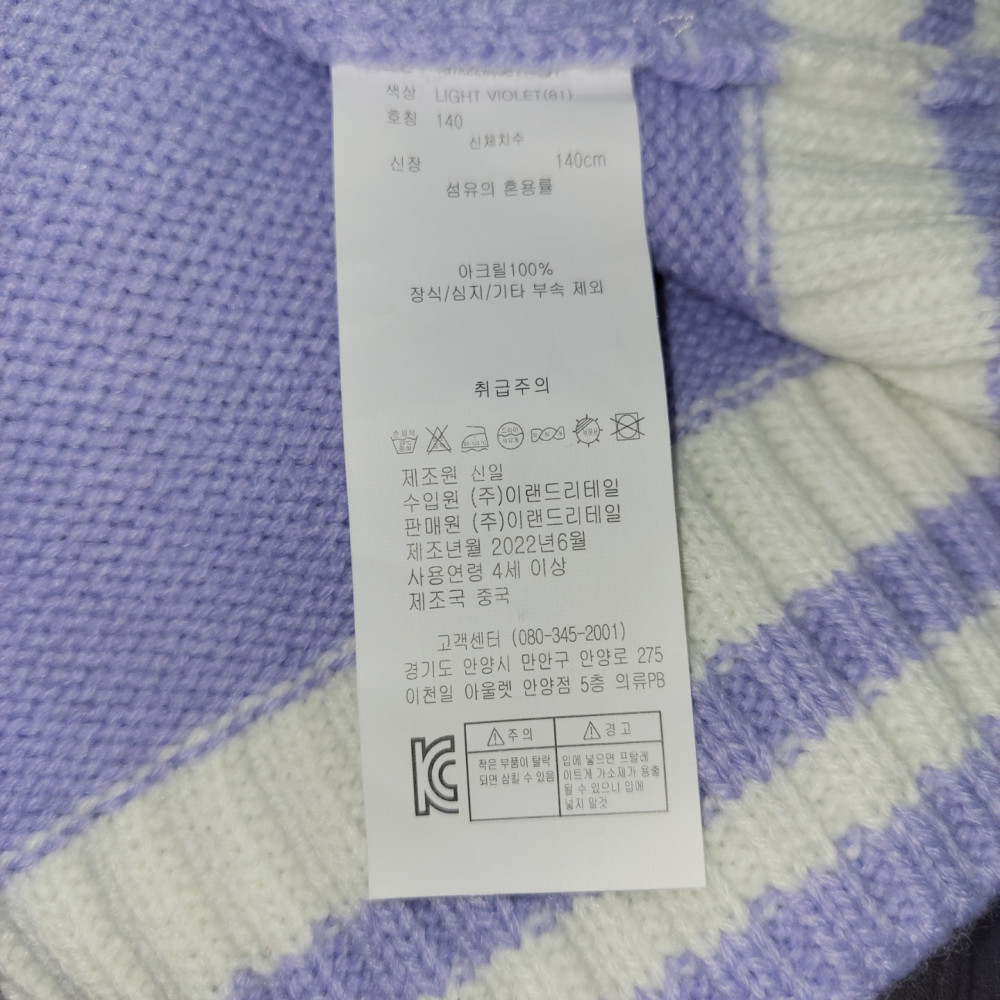 색상 LIGHT VIOLET(81)
호칭 140
신체치수
신장 140cm
섬유의 혼용률
아크릴100%
장식/심지/기타 부속 제외
취급주의
제조원 신일
수입원 (주)이랜드리테일
판매원 (주)이랜드리테일
제조년월 2022년6월
사용연령 4세 이상
제조국 중국
고객센터 (080-345-2001)
경기도 안양시 만안구 안양로 275
이천일 아울렛 안양점 5층 의류PB
주의
작은 부품이 탈락
되면 삼킬 수 있음
경고
입에 넣으면 프탈레
이트게 가소제가 용출
될 수 있으니 입에
넣지 말것